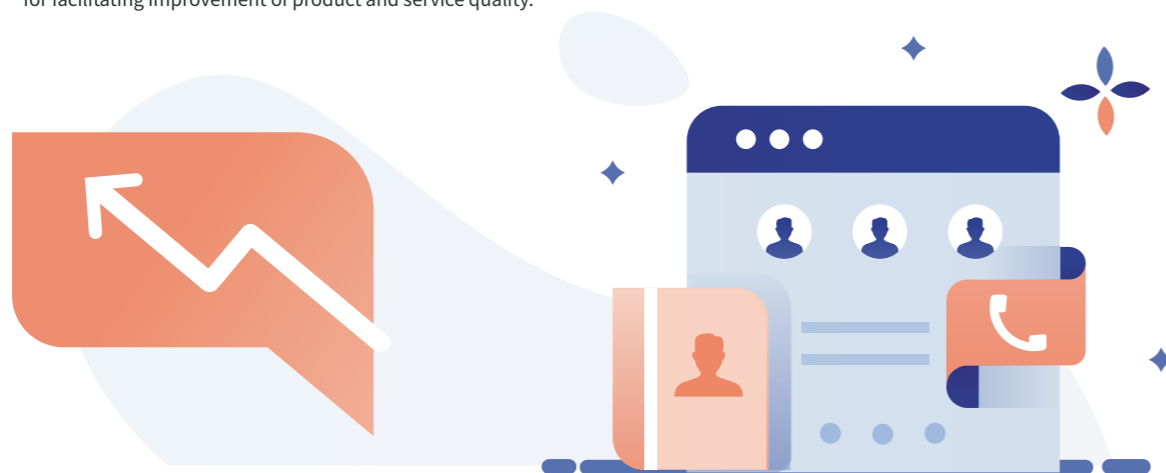 for facilitating improvement of product and service quality.